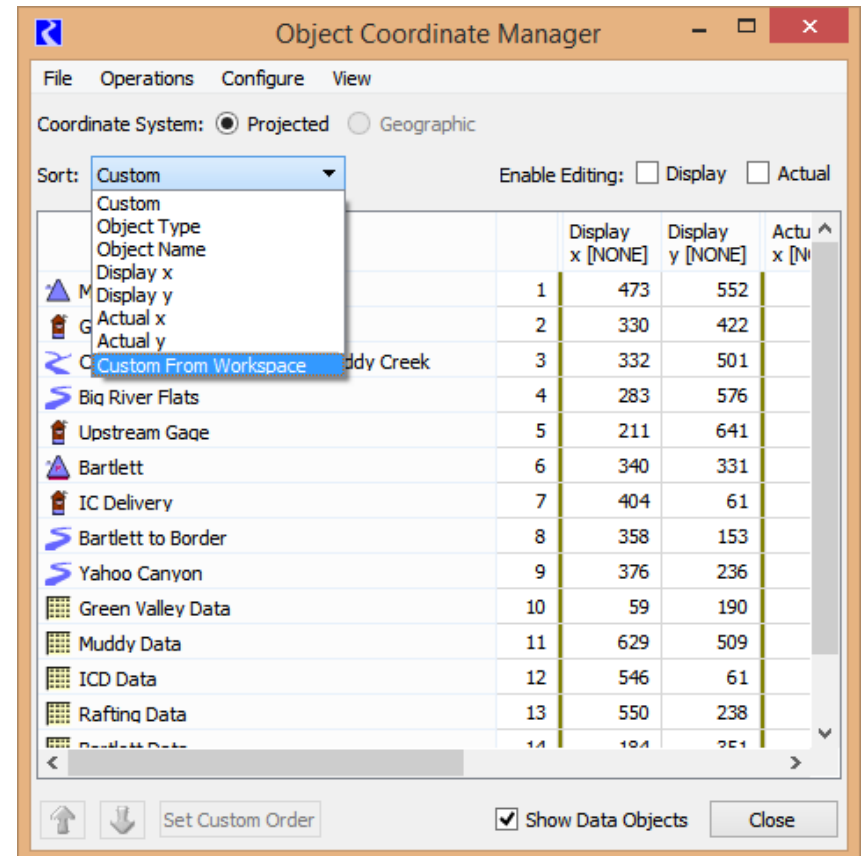 Object Coordinate Manager
File Operations Configure View
Coordinate System: Projected Geographic
Sort: Custom Enable Editing: Display Actual
Custom
Object Type
Object Name
Display x
Display y
Actual x
Actual y
Custom From Workspace
Display x [NONE] Display y [NONE] Actu x [N
M 1 473 552
G 2 330 422
C ddy Creek 3 332 501
Big River Flats 4 283 576
Upstream Gage 5 211 641
Bartlett 6 340 331
IC Delivery 7 404 61
Bartlett to Border 8 358 153
Yahoo Canyon 9 376 236
Green Valley Data 10 59 190
Muddy Data 11 629 509
ICD Data 12 546 61
Rafting Data 13 550 238
Bartlett Data 14 184 351
Set Custom Order Show Data Objects Close